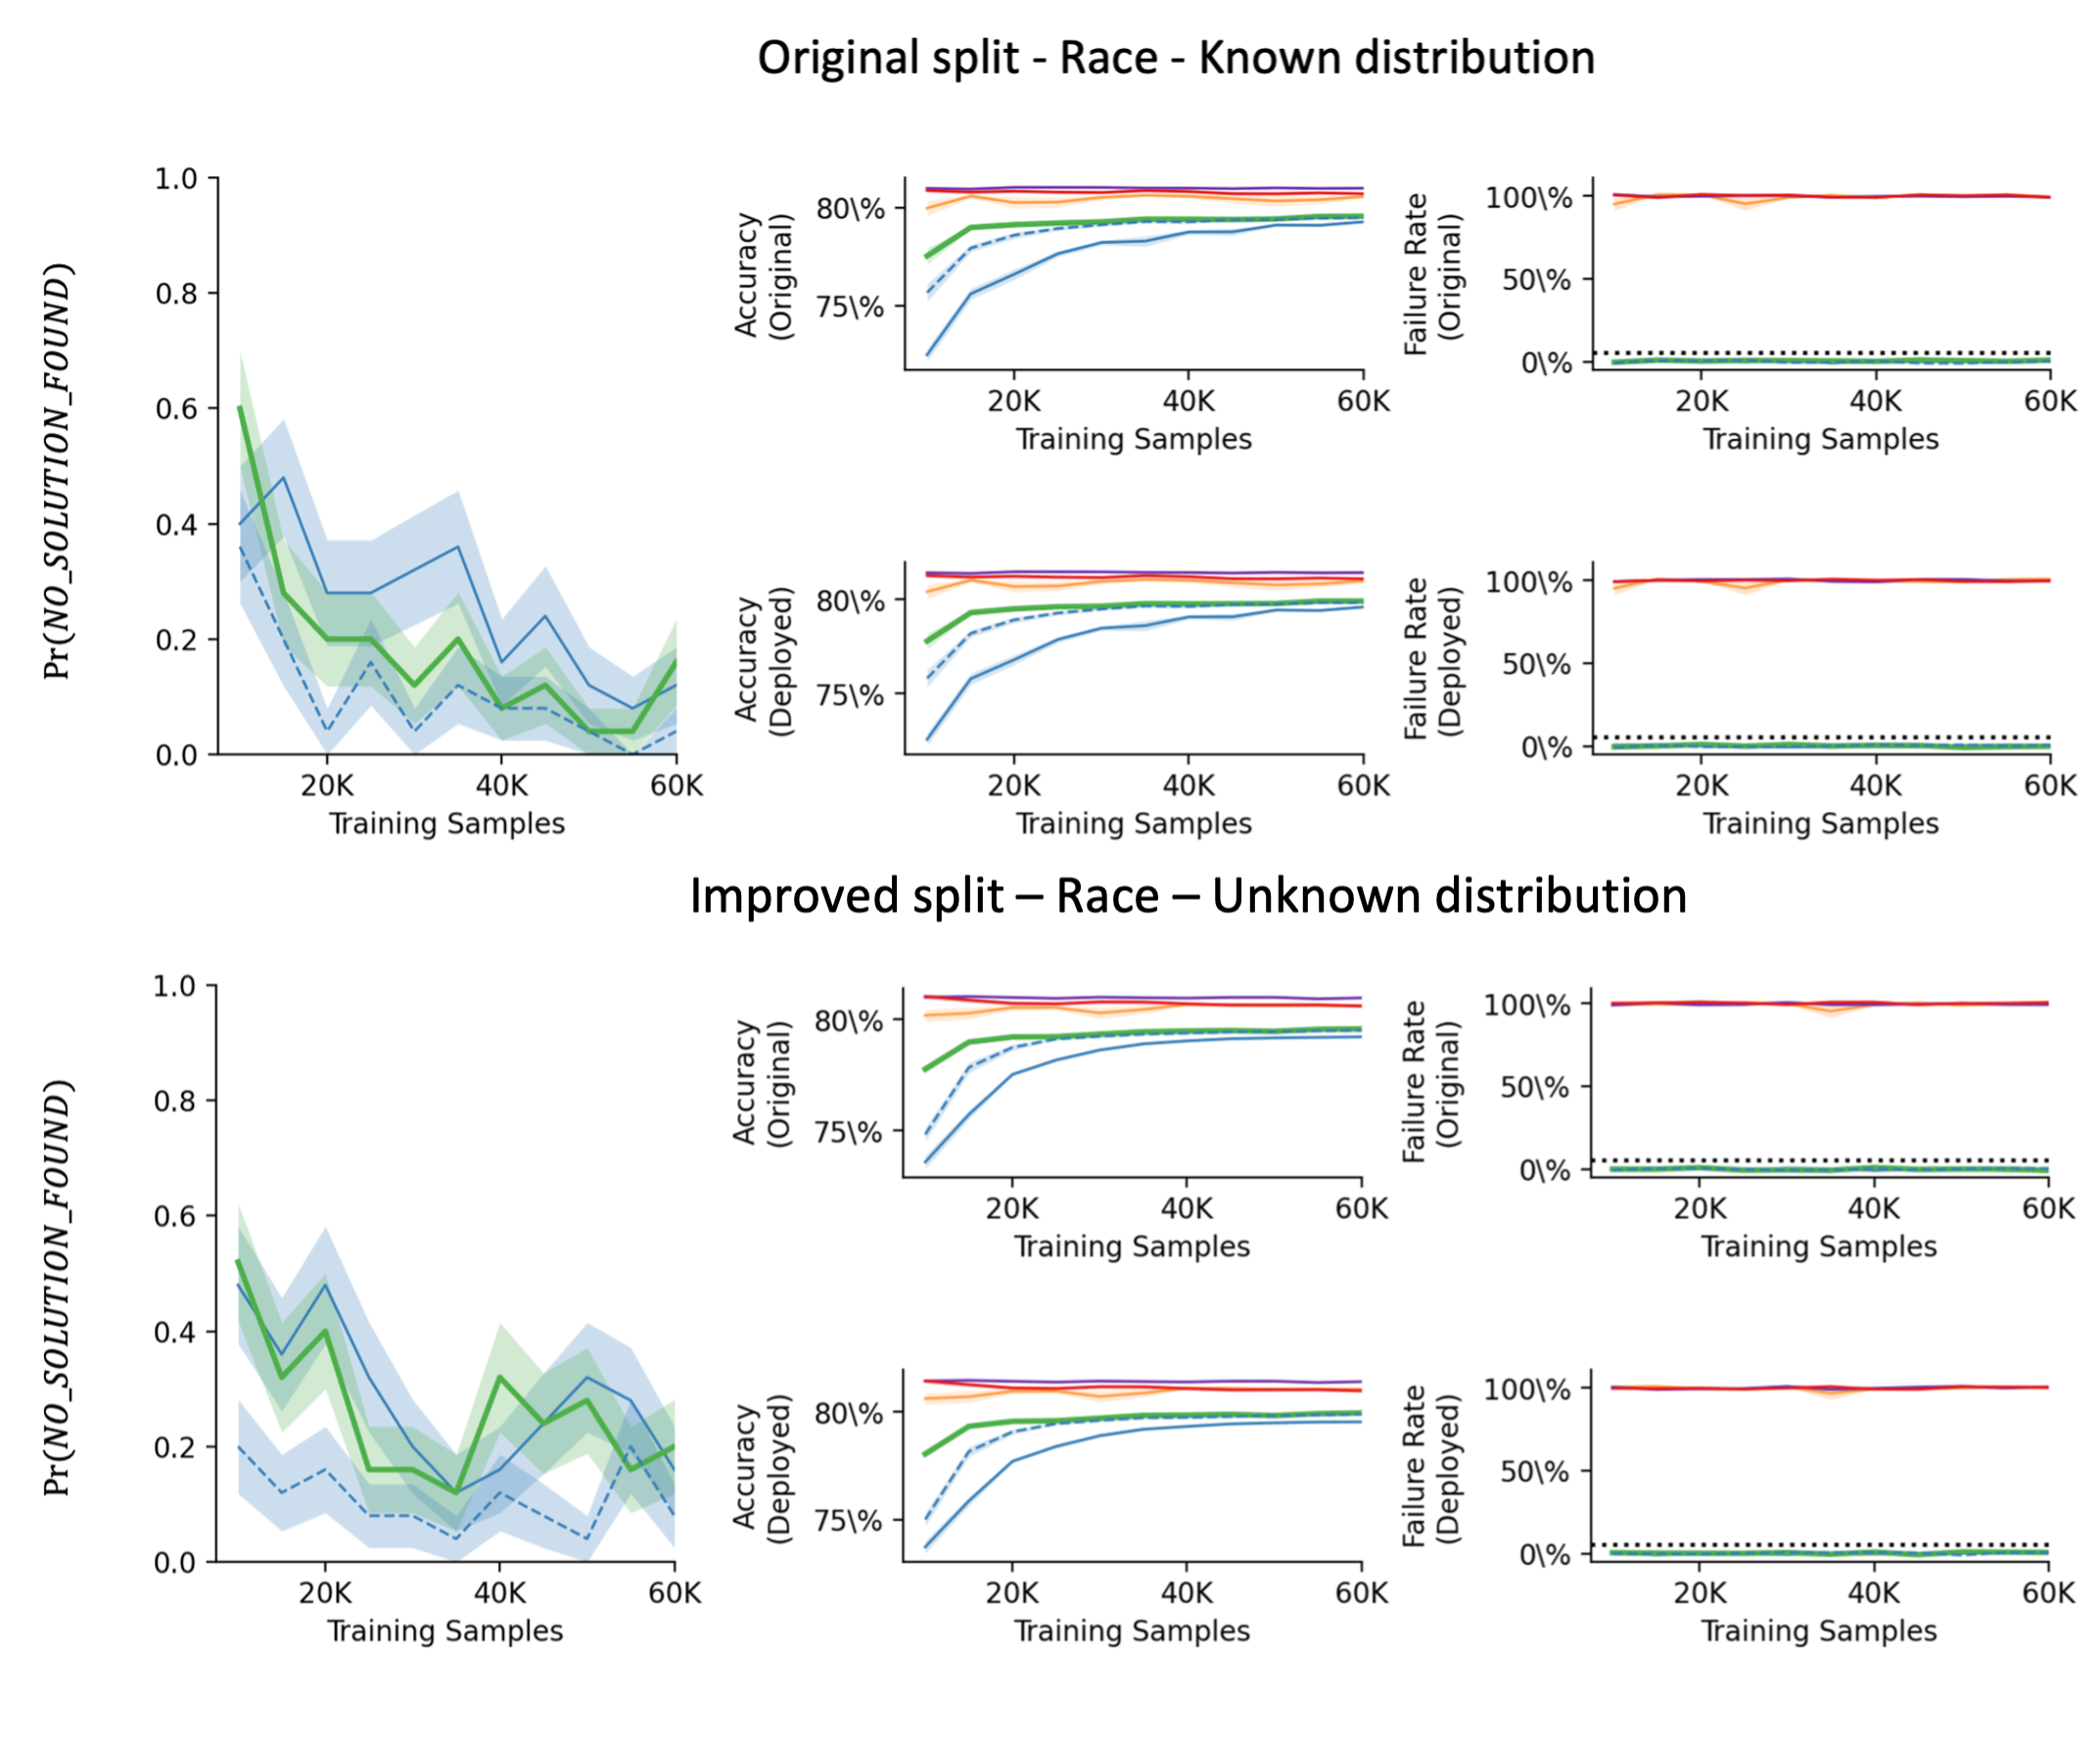 Original split - Race - Known distribution
Pr(NO_SOLUTION_FOUND)
1.0
0.8
0.6
0.4
0.2
0.0
20K 40K 60K
Training Samples
Accuracy
(Original)
80\%
75\%
20K 40K 60K
Training Samples
Failure Rate
(Original)
100\%
50\%
0\%
20K 40K 60K
Training Samples
Accuracy
(Deployed)
80\%
75\%
20K 40K 60K
Training Samples
Failure Rate
(Deployed)
100\%
50\%
0\%
20K 40K 60K
Training Samples
Improved split – Race – Unknown distribution
Pr(NO_SOLUTION_FOUND)
1.0
0.8
0.6
0.4
0.2
0.0
20K 40K 60K
Training Samples
Accuracy
(Original)
80\%
75\%
20K 40K 60K
Training Samples
Failure Rate
(Original)
100\%
50\%
0\%
20K 40K 60K
Training Samples
Accuracy
(Deployed)
80\%
75\%
20K 40K 60K
Training Samples
Failure Rate
(Deployed)
100\%
50\%
0\%
20K 40K 60K
Training Samples